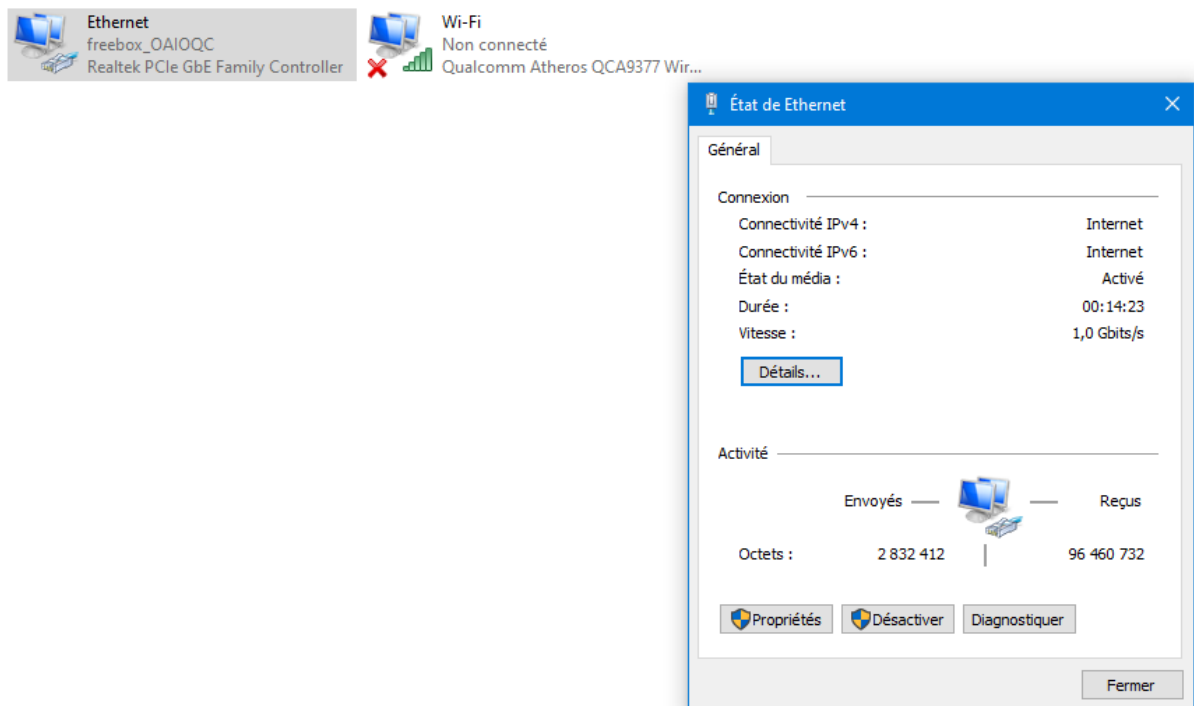 Ethernet
freebox_OAIOQC
Realtek PCIe GbE Family Controller
Wi-Fi
Non connecté
Qualcomm Atheros QCA9377 Wir...
État de Ethernet
Général
Connexion
Connectivité IPv4 : Internet
Connectivité IPv6 : Internet
État du média : Activé
Durée : 00:14:23
Vitesse : 1,0 Gbits/s
Détails...
Activité
Envoyés Reçus
Octets : 2 832 412 96 460 732
Propriétés Désactiver Diagnostiquer
Fermer